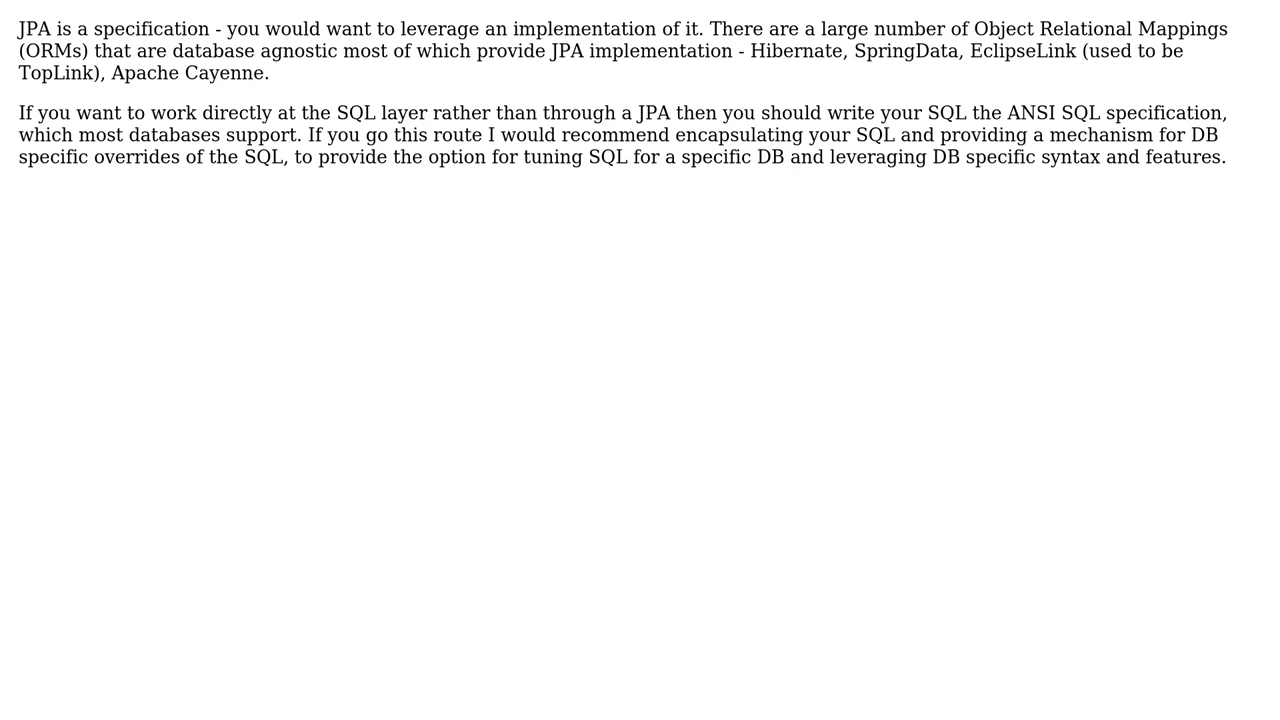 JPA is a specification - you would want to leverage an implementation of it. There are a large number of Object Relational Mappings
(ORMs) that are database agnostic most of which provide JPA implementation - Hibernate, SpringData, EclipseLink (used to be
TopLink), Apache Cayenne.
If you want to work directly at the SQL layer rather than through a JPA then you should write your SQL the ANSI SQL specification,
which most databases support. If you go this route I would recommend encapsulating your SQL and providing a mechanism for DB
specific overrides of the SQL, to provide the option for tuning SQL for a specific DB and leveraging DB specific syntax and features.